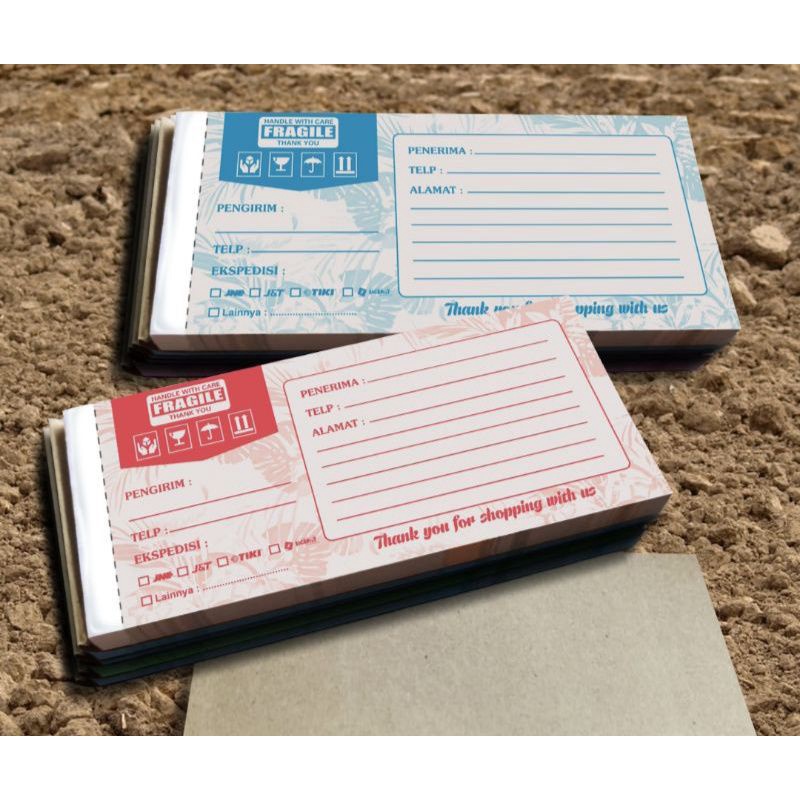 HANDLE WITH CARE
FRAGILE
THANK YOU
PENGIRIM :
TELP :
EKSPEDISI :
JNE J&T TIKI
Lainnya : ........................
PENERIMA :
TELP :
ALAMAT :
Thank you for shopping with us
HANDLE WITH CARE
FRAGILE
THANK YOU
PENGIRIM :
TELP :
EKSPEDISI :
JNE J&T TIKI
Lainnya : ........................
PENERIMA :
TELP :
ALAMAT :
Thank you for shopping with us